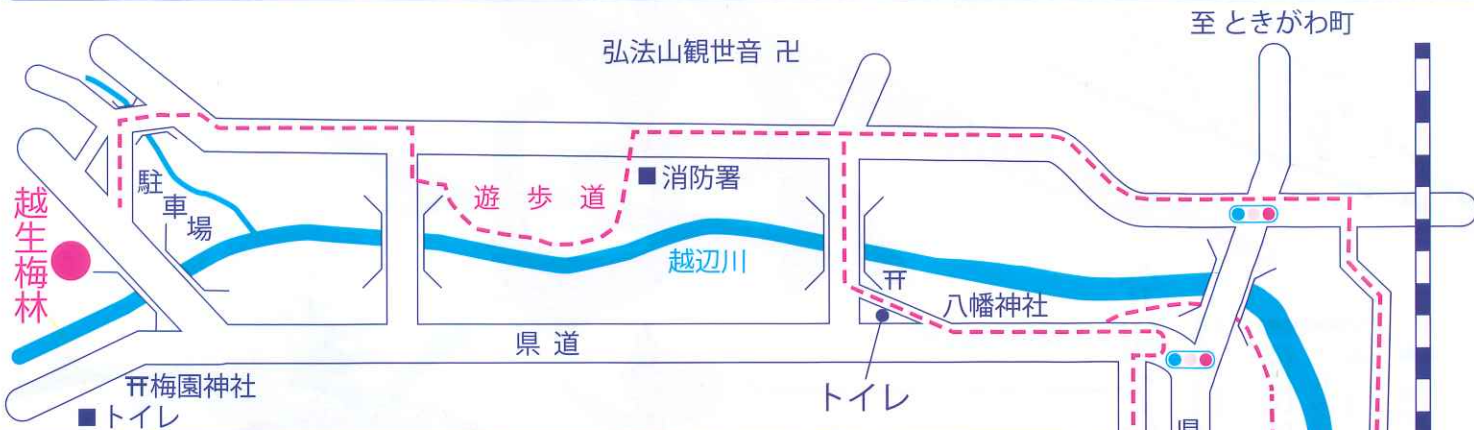 至 ときがわ町
弘法山観世音 卍
駐車場
消防署
遊歩道
越生梅林
越辺川
八幡神社
県道
梅園神社
トイレ
トイレ
県